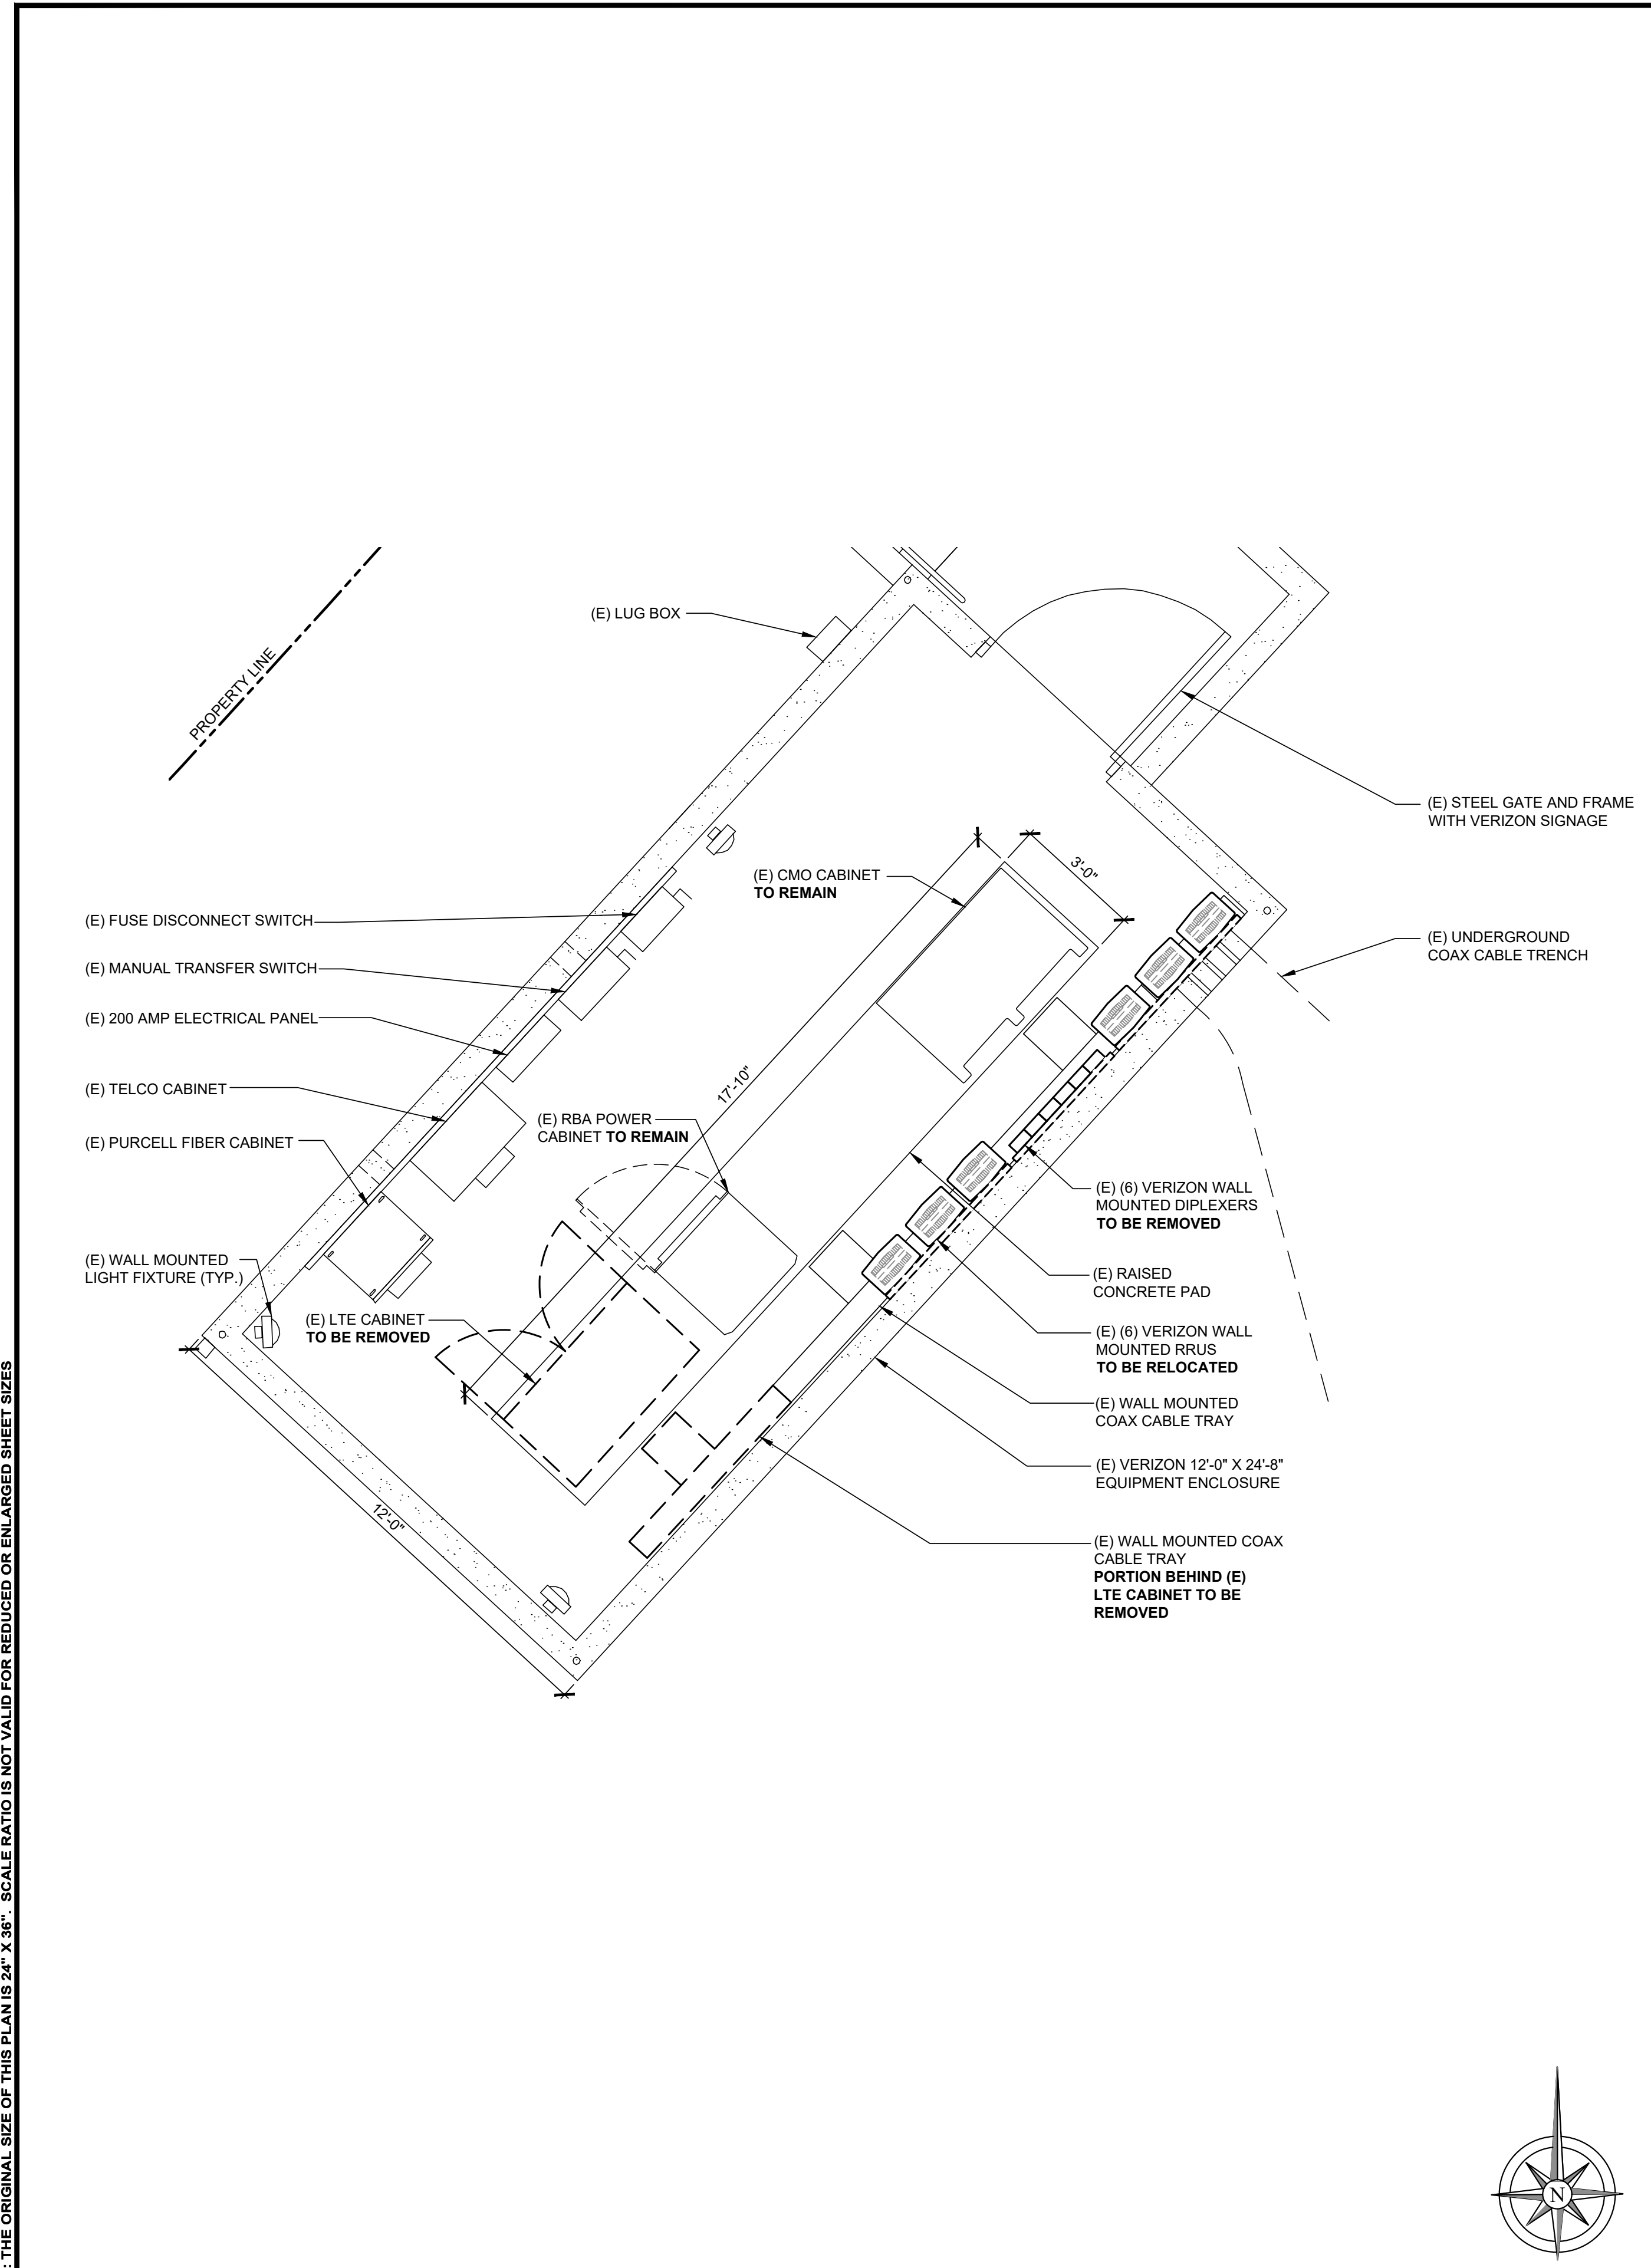 (E) LUG BOX
PROPERTY LINE
(E) STEEL GATE AND FRAME
WITH VERIZON SIGNAGE
3'-0"
(E) CMO CABINET
TO REMAIN
(E) FUSE DISCONNECT SWITCH
(E) UNDERGROUND
COAX CABLE TRENCH
(E) MANUAL TRANSFER SWITCH
(E) 200 AMP ELECTRICAL PANEL
17'-10"
(E) TELCO CABINET
(E) RBA POWER
CABINET TO REMAIN
(E) PURCELL FIBER CABINET
(E) (6) VERIZON WALL
MOUNTED DIPLEXERS
TO BE REMOVED
(E) WALL MOUNTED
LIGHT FIXTURE (TYP.)
(E) RAISED
CONCRETE PAD
(E) LTE CABINET
TO BE REMOVED
(E) (6) VERIZON WALL
MOUNTED RRUS
TO BE RELOCATED
(E) WALL MOUNTED
COAX CABLE TRAY
(E) VERIZON 12'-0" X 24'-8"
EQUIPMENT ENCLOSURE
12'-0"
(E) WALL MOUNTED COAX
CABLE TRAY
PORTION BEHIND (E)
LTE CABINET TO BE
REMOVED
: THE ORIGINAL SIZE OF THIS PLAN IS 24" X 36". SCALE RATIO IS NOT VALID FOR REDUCED OR ENLARGED SHEET SIZES
N